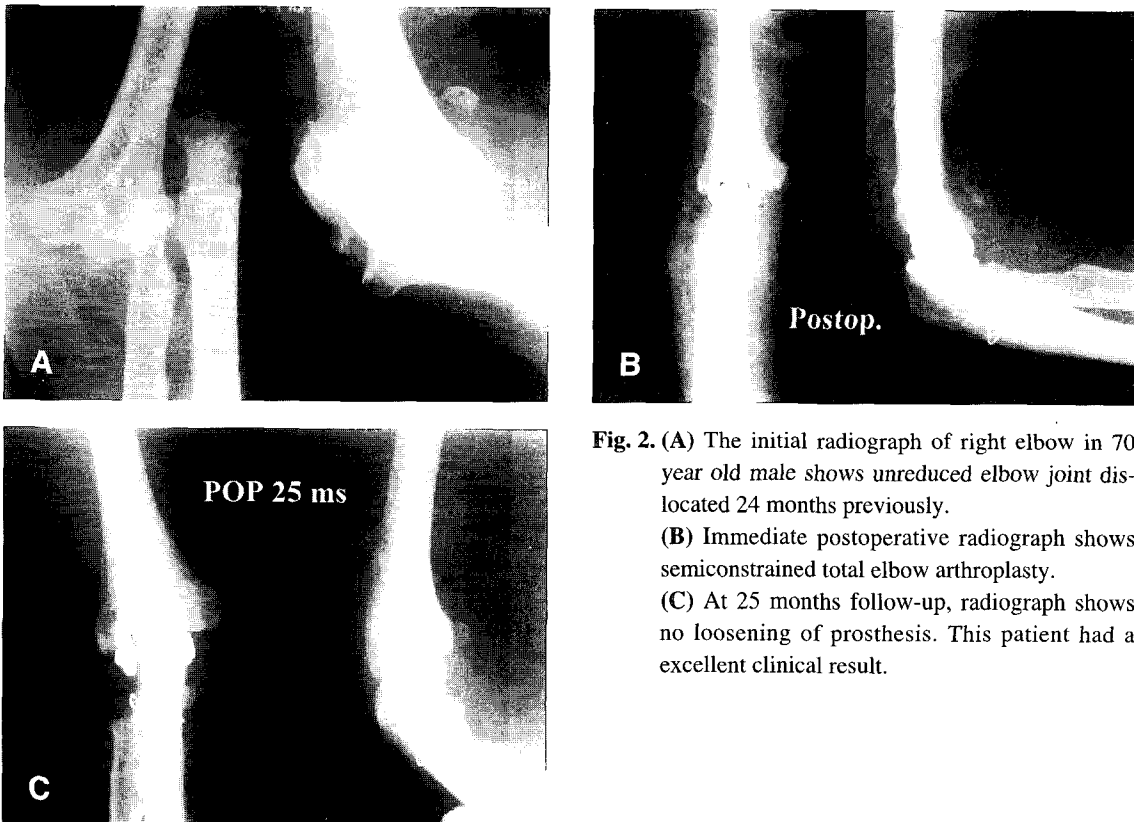 A
Postop.
B
POP 25 ms
C
Fig. 2. (A) The initial radiograph of right elbow in 70
year old male shows unreduced elbow joint dis-
located 24 months previously.
(B) Immediate postoperative radiograph shows
semiconstrained total elbow arthroplasty.
(C) At 25 months follow-up, radiograph shows
no loosening of prosthesis. This patient had a
excellent clinical result.